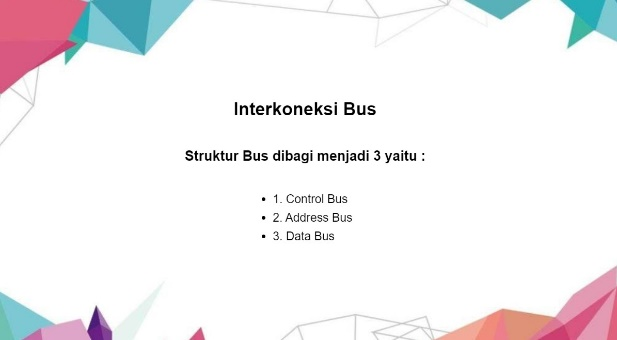 Interkoneksi Bus
Struktur Bus dibagi menjadi 3 yaitu :
• 1. Control Bus
• 2. Address Bus
• 3. Data Bus